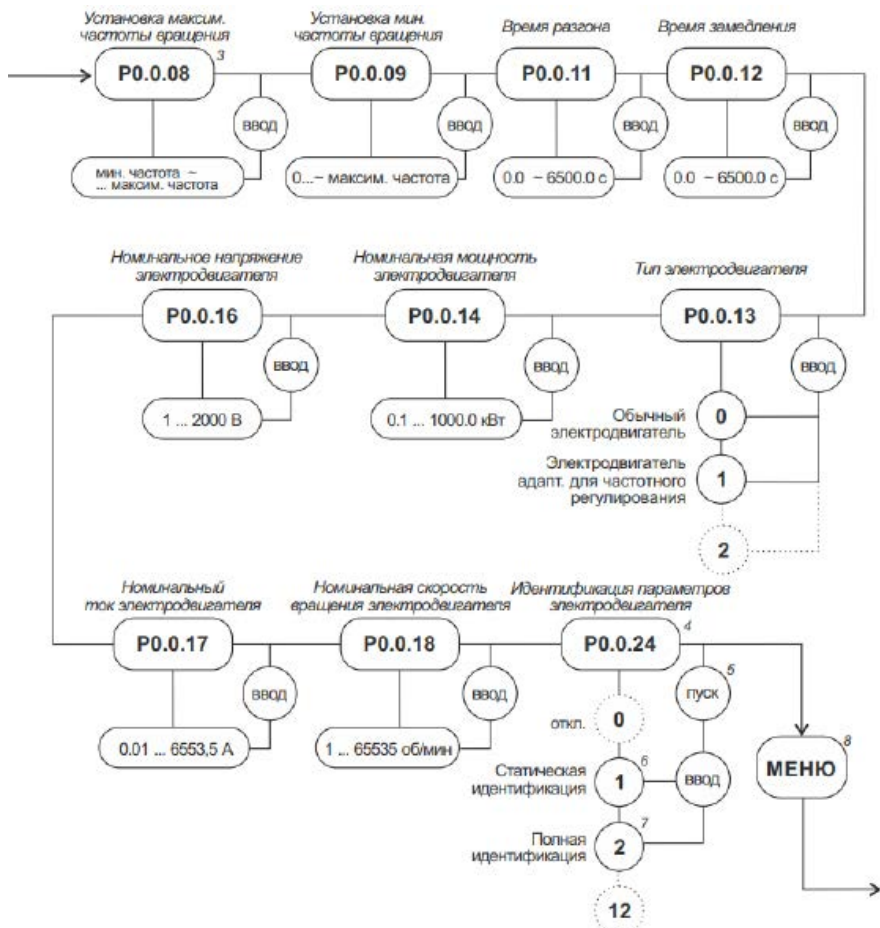 Установка максим.
частоты вращения
3
P0.0.08
ввод
мин. частота ~
... максим. частота
Установка мин.
частоты вращения
P0.0.09
ввод
0...~ максим. частота
Время разгона
P0.0.11
ввод
0.0 ~ 6500.0 с
Время замедления
P0.0.12
ввод
0.0 ~ 6500.0 с
Номинальное напряжение
электродвигателя
P0.0.16
ввод
1 ... 2000 В
Номинальная мощность
электродвигателя
P0.0.14
ввод
0.1 ... 1000.0 кВт
Тип электродвигателя
P0.0.13
ввод
Обычный
электродвигатель
0
Электродвигатель
адапт. для частотного
регулирования
1
2
Номинальный
ток электродвигателя
P0.0.17
ввод
0.01 ... 6553,5 А
Номинальная скорость
вращения электродвигателя
P0.0.18
ввод
1 ... 65535 об/мин
Идентификация параметров
электродвигателя
4
P0.0.24
5
пуск
откл.
0
6
Статическая
идентификация
1
ввод
7
Полная
идентификация
2
12
8
МЕНЮ